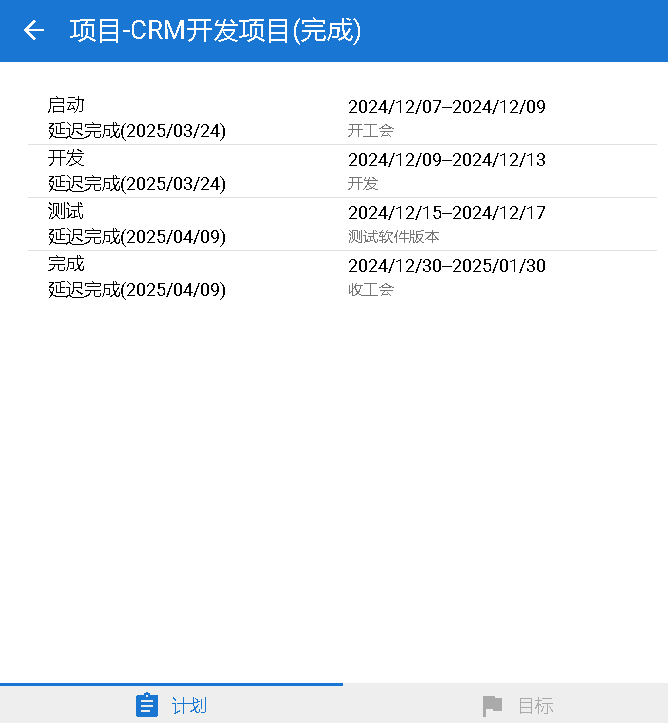 项目-CRM开发项目(完成)
启动 2024/12/07–2024/12/09
延迟完成(2025/03/24) 开工会
开发 2024/12/09–2024/12/13
延迟完成(2025/03/24) 开发
测试 2024/12/15–2024/12/17
延迟完成(2025/04/09) 测试软件版本
完成 2024/12/30–2025/01/30
延迟完成(2025/04/09) 收工会
计划 目标